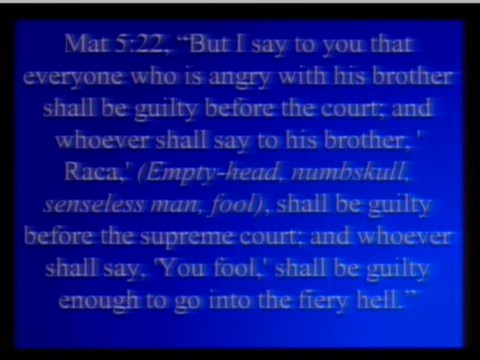 Mat 5:22, “But I say to you that
everyone who is angry with his brother
shall be guilty before the court; and
whoever shall say to his brother, '
Raca,' (Empty-head, numbskull,
senseless man, fool), shall be guilty
before the supreme court; and whoever
shall say, 'You fool,' shall be guilty
enough to go into the fiery hell.”